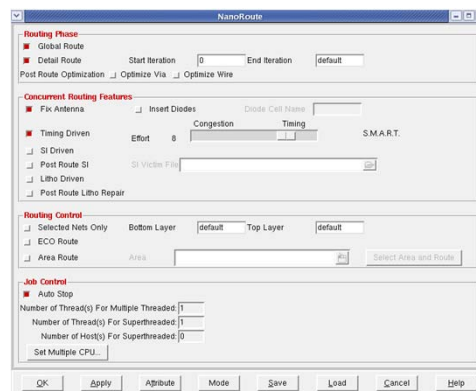 NanoRoute
Routing Phase
Global Route
Detail Route Start Iteration 0 End Iteration default
Post Route Optimization Optimize Via Optimize Wire
Concurrent Routing Features
Fix Antenna Insert Diodes Diode Cell Name
Congestion Timing
Timing Driven Effort 8 S.M.A.R.T.
SI Driven
Post Route SI SI Victim File
Litho Driven
Post Route Litho Repair
Routing Control
Selected Nets Only Bottom Layer default Top Layer default
ECO Route
Area Route Area Select Area and Route
Job Control
Auto Stop
Number of Thread(s) For Multiple Threaded: 1
Number of Thread(s) For Superthreaded: 1
Number of Host(s) For Superthreaded: 0
Set Multiple CPU...
OK Apply Attribute Mode Save Load Cancel Help